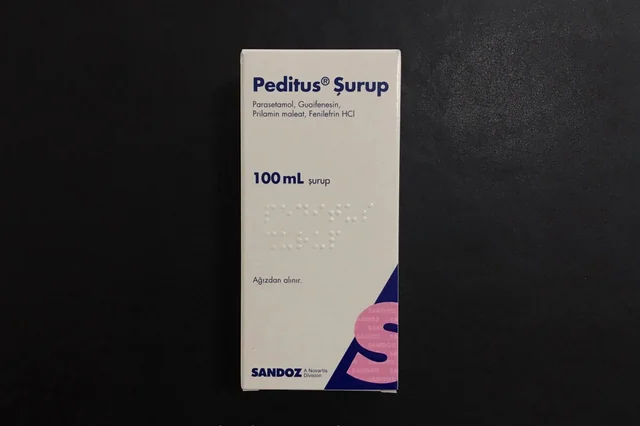 Peditus® Şurup
Parasetamol, Guaifenesin,
Prilamin maleat, Fenilefrin HCl
100 mL şurup
Ağızdan alınır.
SANDOZ A Novartis
Division